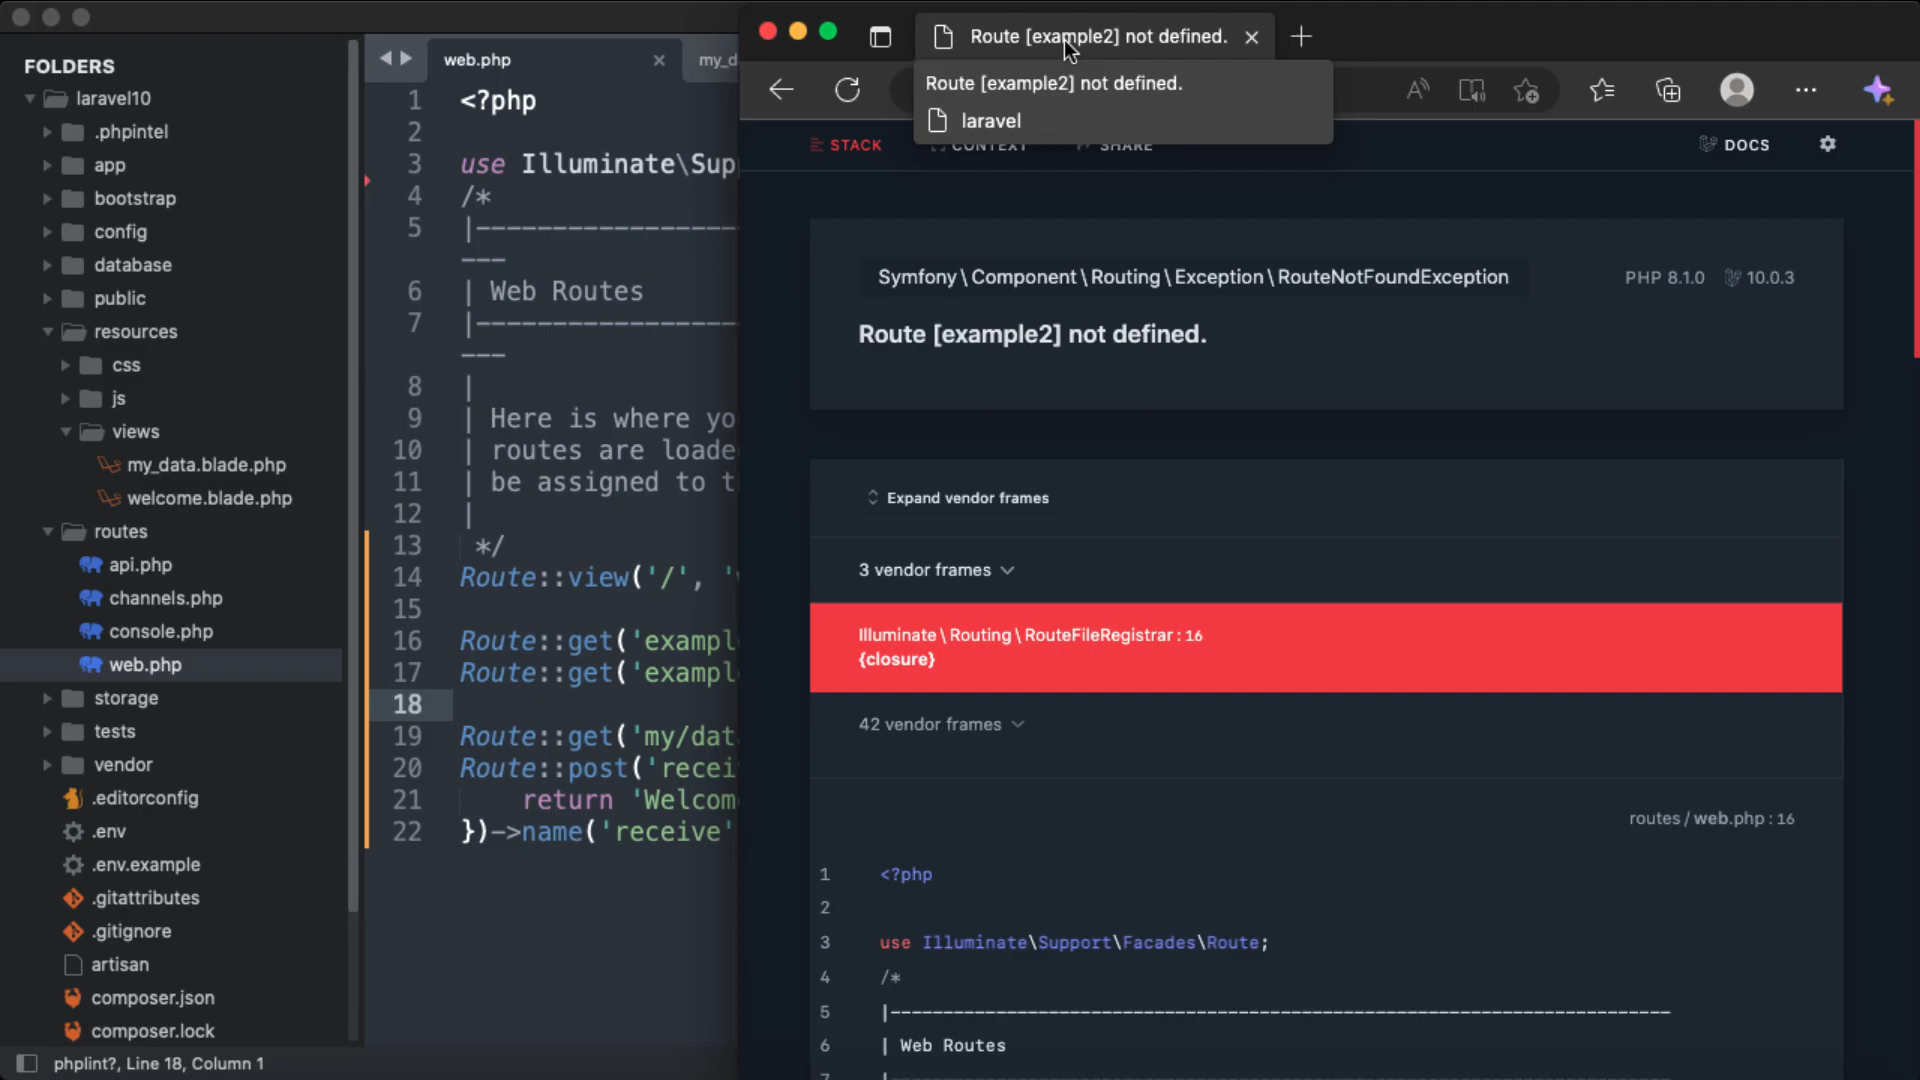 FOLDERS
laravel10
.phpintel
app
bootstrap
config
database
public
resources
css
js
views
my_data.blade.php
welcome.blade.php
routes
api.php
channels.php
console.php
web.php
storage
tests
vendor
.editorconfig
.env
.env.example
.gitattributes
.gitignore
artisan
composer.json
composer.lock
phplint?, Line 18, Column 1
web.php
my_d
1 <?php
2
3 use Illuminate\Sup
4 /*
5 |------------------
---
6 | Web Routes
7 |------------------
---
8 |
9 | Here is where yo
10 | routes are loade
11 | be assigned to t
12 |
13 */
14 Route::view('/', '
15
16 Route::get('exampl
17 Route::get('exampl
18
19 Route::get('my/dat
20 Route::post('recei
21 return 'Welcom
22 })->name('receive'
Route [example2] not defined.
Route [example2] not defined.
laravel
STACK
CONTEXT
SHARE
DOCS
Symfony\Component\Routing\Exception\RouteNotFoundException
PHP 8.1.0
10.0.3
Route [example2] not defined.
Expand vendor frames
3 vendor frames
Illuminate\Routing\RouteFileRegistrar:16
{closure}
42 vendor frames
routes/web.php:16
1 <?php
2
3 use Illuminate\Support\Facades\Route;
4 /*
5 |--------------------------------------------------------------------------
6 | Web Routes
7 |--------------------------------------------------------------------------